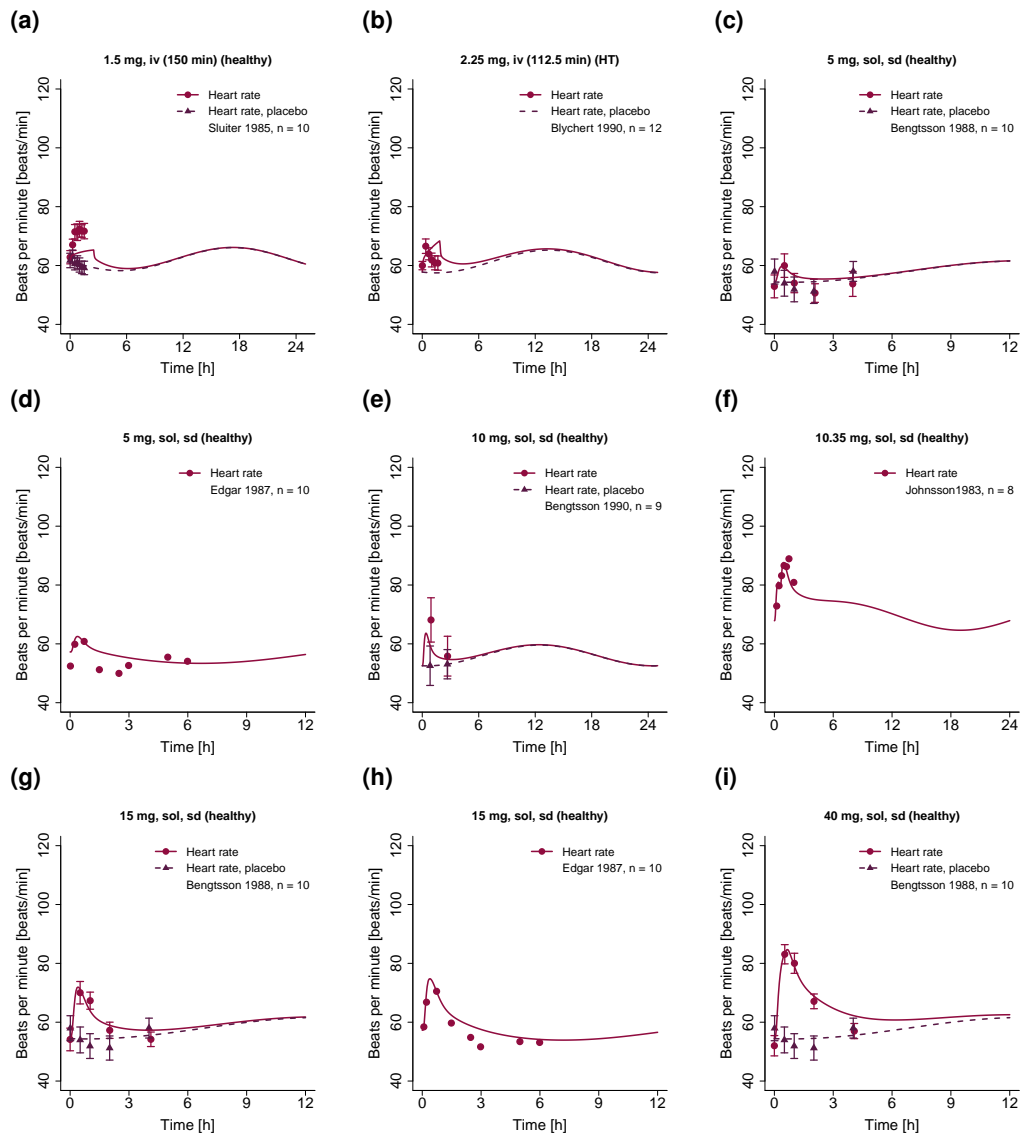 (a)
1.5 mg, iv (150 min) (healthy)
Heart rate
Heart rate, placebo
Sluiter 1985, n = 10
Beats per minute [beats/min]
120
100
80
60
40
0 6 12 18 24
Time [h]
(b)
2.25 mg, iv (112.5 min) (HT)
Heart rate
Heart rate, placebo
Blychert 1990, n = 12
Beats per minute [beats/min]
120
100
80
60
40
0 6 12 18 24
Time [h]
(c)
5 mg, sol, sd (healthy)
Heart rate
Heart rate, placebo
Bengtsson 1988, n = 10
Beats per minute [beats/min]
120
100
80
60
40
0 3 6 9 12
Time [h]
(d)
5 mg, sol, sd (healthy)
Heart rate
Edgar 1987, n = 10
Beats per minute [beats/min]
120
100
80
60
40
0 3 6 9 12
Time [h]
(e)
10 mg, sol, sd (healthy)
Heart rate
Heart rate, placebo
Bengtsson 1990, n = 9
Beats per minute [beats/min]
120
100
80
60
40
0 6 12 18 24
Time [h]
(f)
10.35 mg, sol, sd (healthy)
Heart rate
Johnsson1983, n = 8
Beats per minute [beats/min]
120
100
80
60
40
0 6 12 18 24
Time [h]
(g)
15 mg, sol, sd (healthy)
Heart rate
Heart rate, placebo
Bengtsson 1988, n = 10
Beats per minute [beats/min]
120
100
80
60
40
0 3 6 9 12
Time [h]
(h)
15 mg, sol, sd (healthy)
Heart rate
Edgar 1987, n = 10
Beats per minute [beats/min]
120
100
80
60
40
0 3 6 9 12
Time [h]
(i)
40 mg, sol, sd (healthy)
Heart rate
Heart rate, placebo
Bengtsson 1988, n = 10
Beats per minute [beats/min]
120
100
80
60
40
0 3 6 9 12
Time [h]